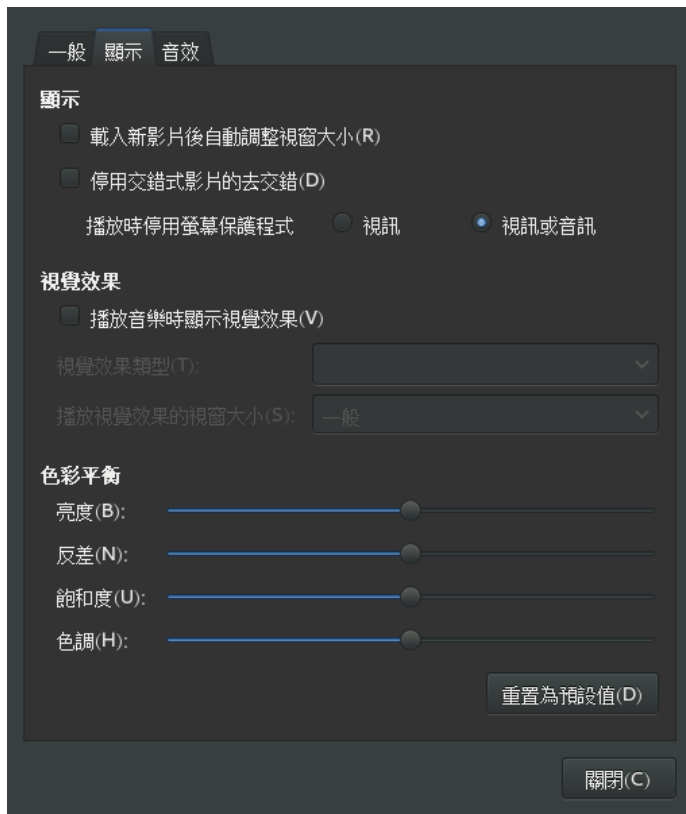 一般 顯示 音效
顯示
載入新影片後自動調整視窗大小(R)
停用交錯式影片的去交錯(D)
播放時停用螢幕保護程式 視訊 視訊或音訊
視覺效果
播放音樂時顯示視覺效果(V)
視覺效果類型(T):
播放視覺效果的視窗大小(S): 一般
色彩平衡
亮度(B):
反差(N):
飽和度(U):
色調(H):
重置為預設值(D)
關閉(C)